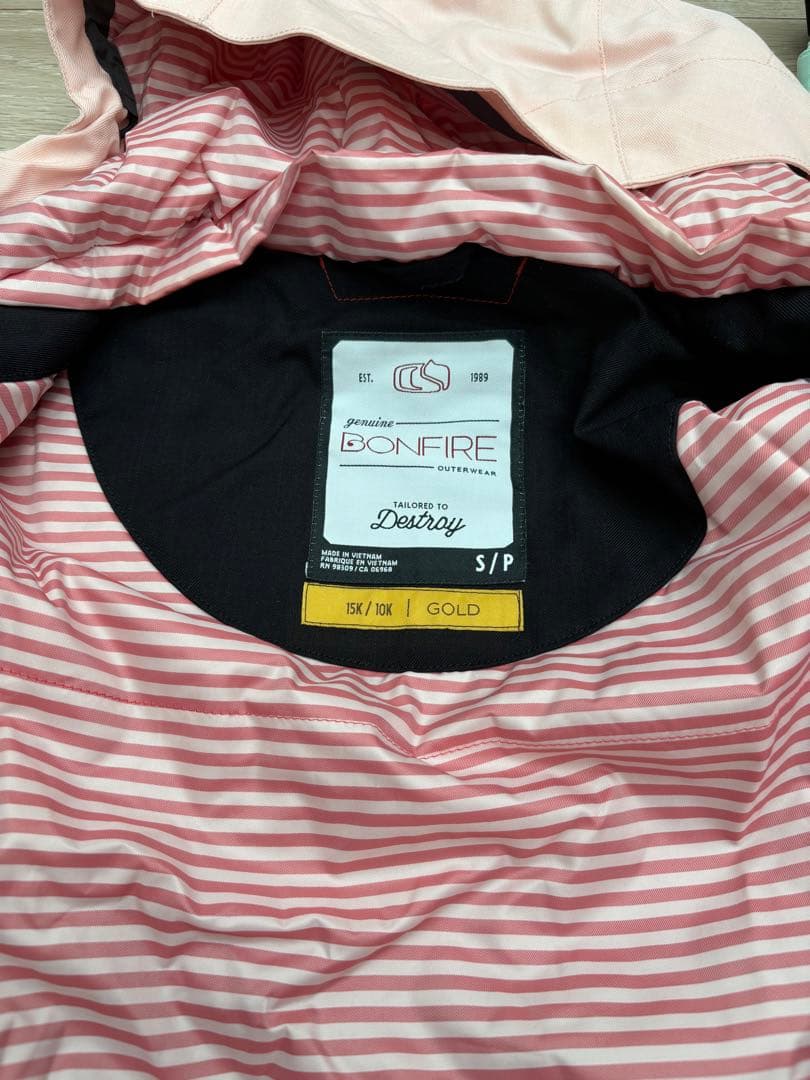 EST. 1989
genuine
BONFIRE
OUTERWEAR
TAILORED TO
Destroy
MADE IN VIETNAM
FABRIQUE EN VIETNAM
RN 98309/CA 06968
S/P
15K/10K | GOLD